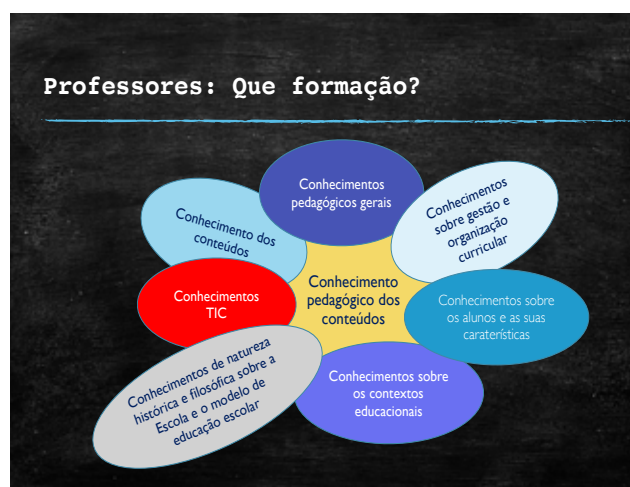 Professores: Que formação?
Conhecimentos
pedagógicos gerais
Conhecimento dos
conteúdos
Conhecimentos
sobre gestão e
organização
curricular
Conhecimentos
TIC
Conhecimento
pedagógico dos
conteúdos
Conhecimentos sobre
os alunos e as suas
caraterísticas
Conhecimentos de natureza
histórica e filosófica sobre a
Escola e o modelo de
educação escolar
Conhecimentos sobre
os contextos
educacionais